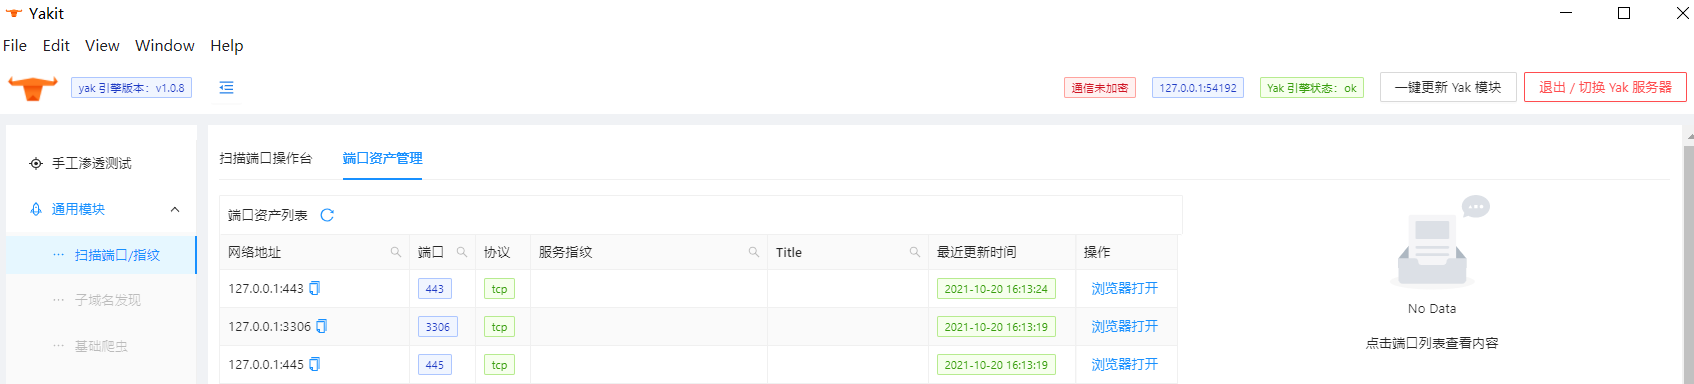 Yakit
File Edit View Window Help
yak 引擎版本：v1.0.8 通信未加密 127.0.0.1:54192 Yak 引擎状态：ok 一键更新 Yak 模块 退出 / 切换 Yak 服务器
手工渗透测试
通用模块
扫描端口/指纹
子域名发现
基础爬虫
扫描端口操作台 端口资产管理
端口资产列表
网络地址 端口 协议 服务指纹 Title 最近更新时间 操作
127.0.0.1:443 443 tcp 2021-10-20 16:13:24 浏览器打开
127.0.0.1:3306 3306 tcp 2021-10-20 16:13:19 浏览器打开
127.0.0.1:445 445 tcp 2021-10-20 16:13:19 浏览器打开
No Data
点击端口列表查看内容